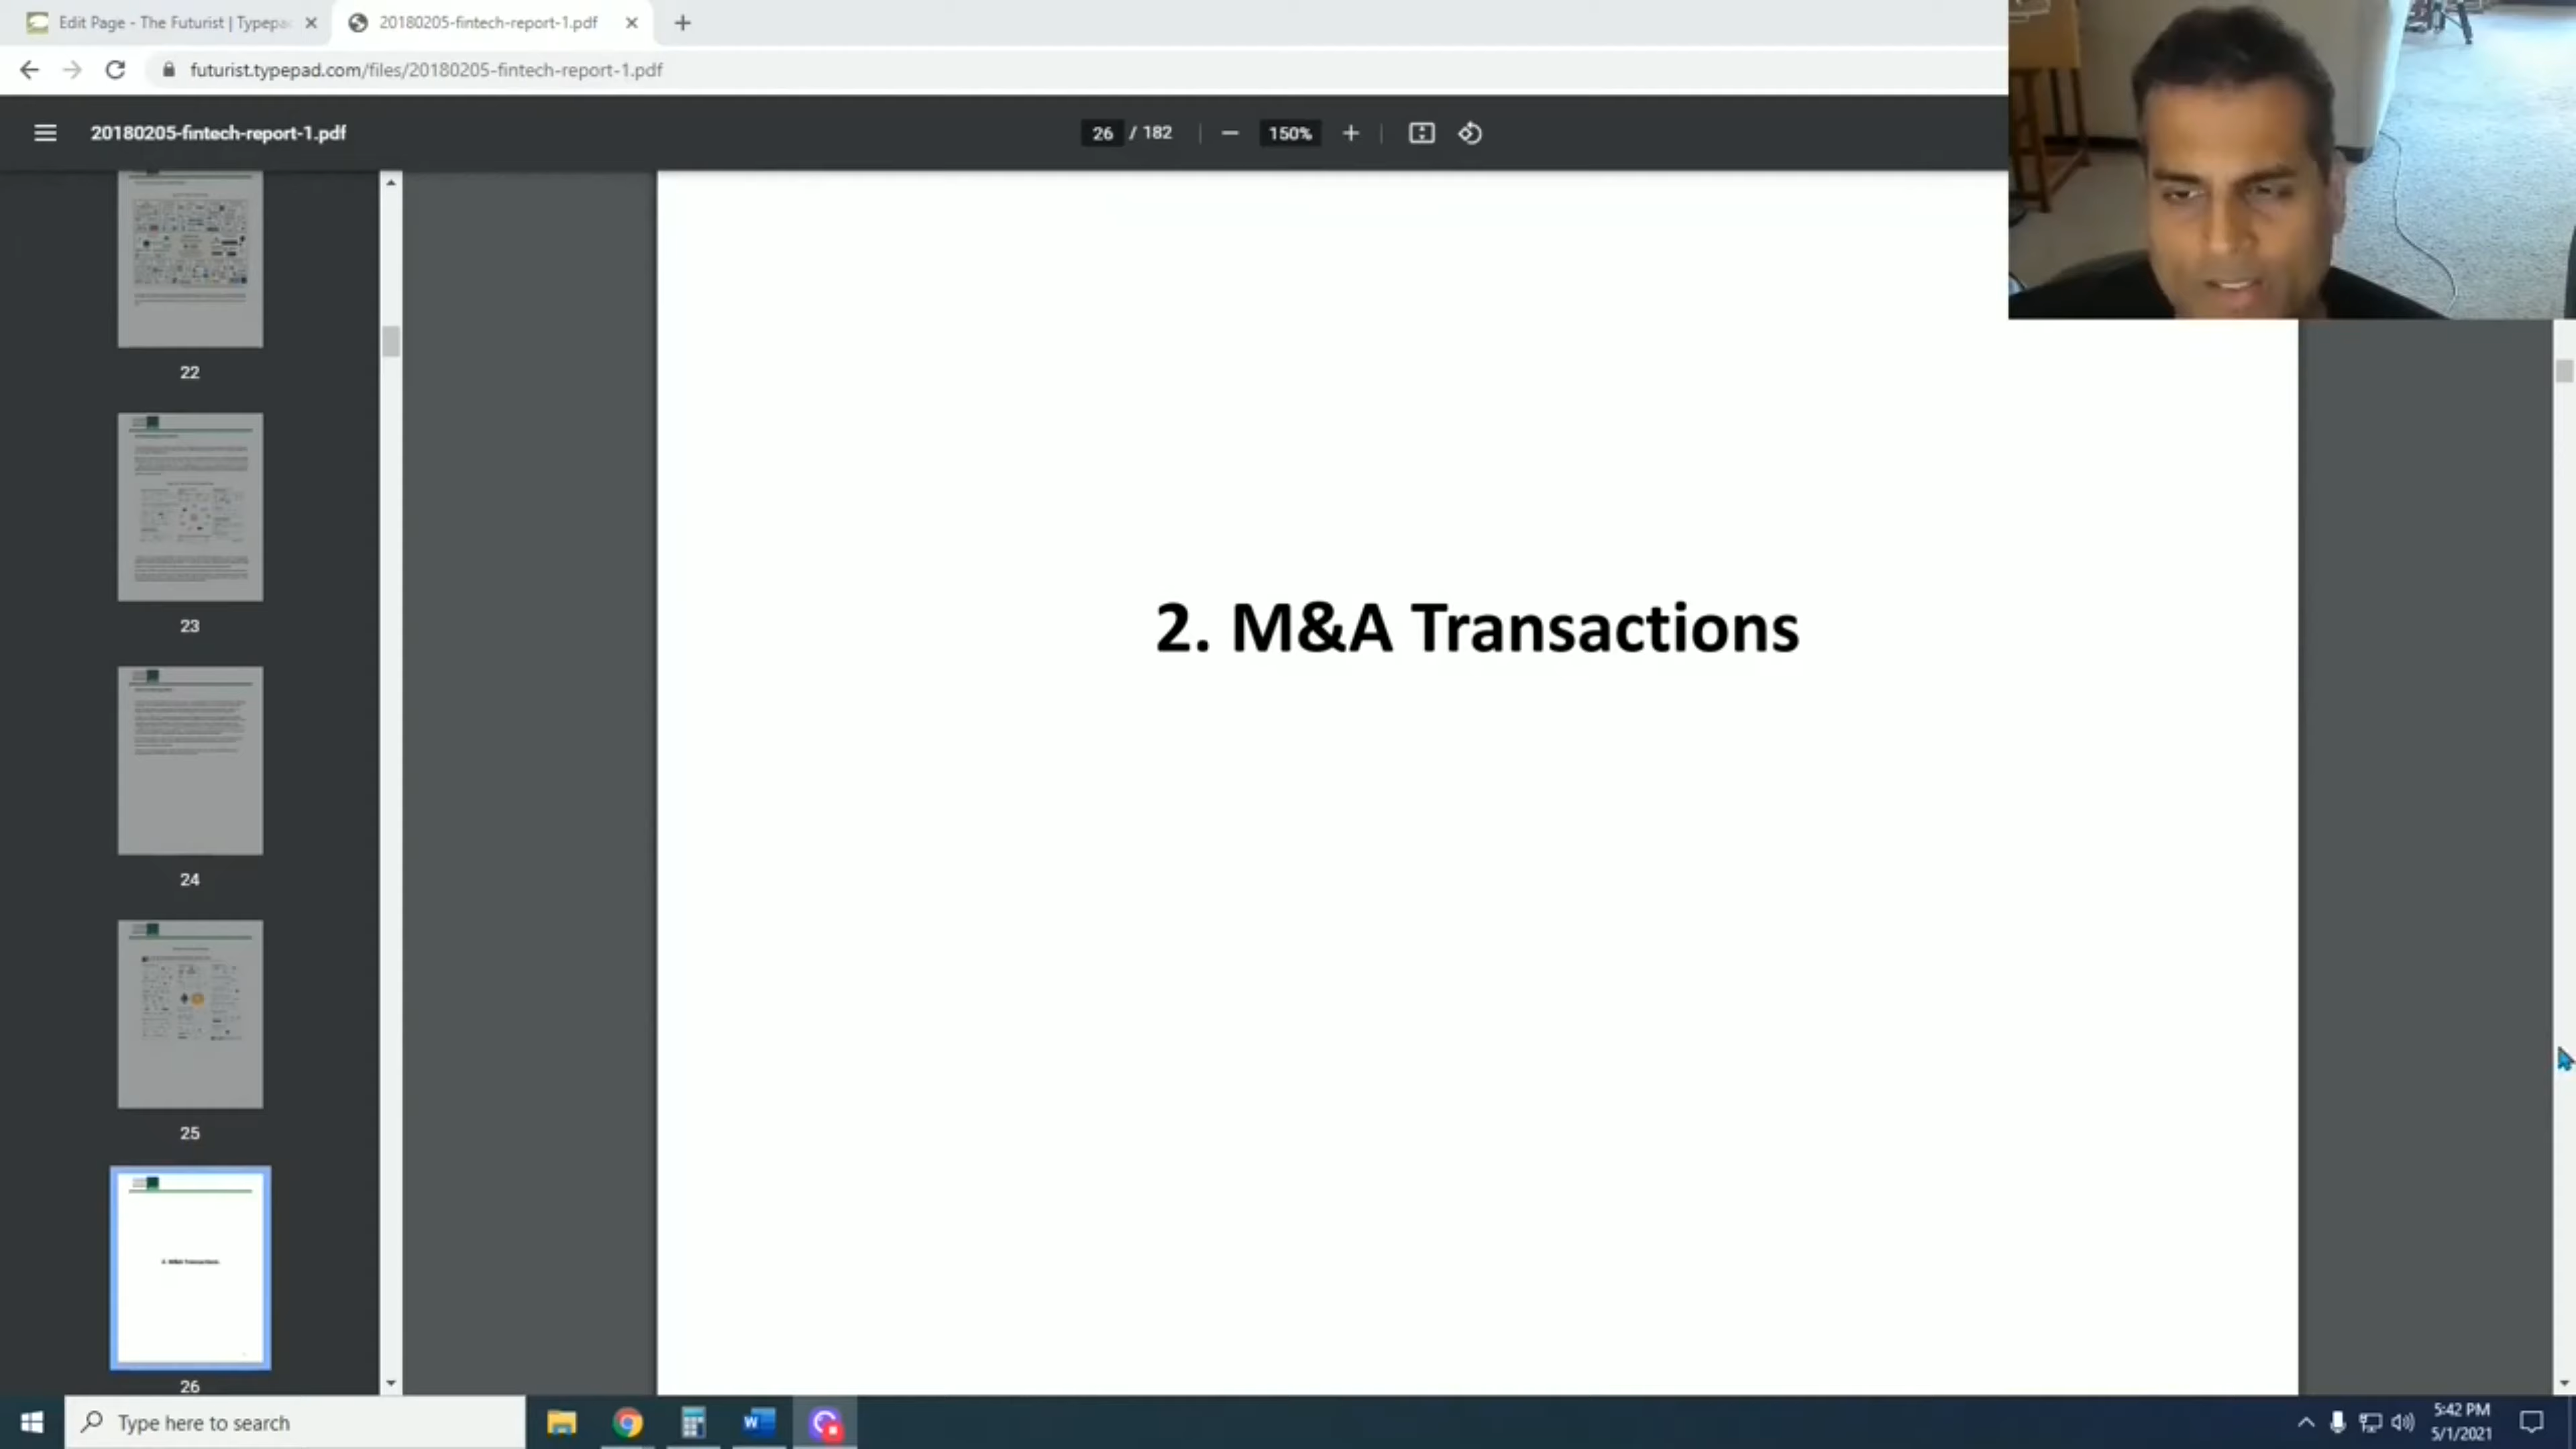 Edit Page - The Futurist | Typepa
20180205-fintech-report-1.pdf
futurist.typepad.com/files/20180205-fintech-report-1.pdf
20180205-fintech-report-1.pdf
26 / 182
150%
22
23
24
25
2. M&A Transactions
26
2. M&A Transactions
Type here to search
5:42 PM
5/1/2021